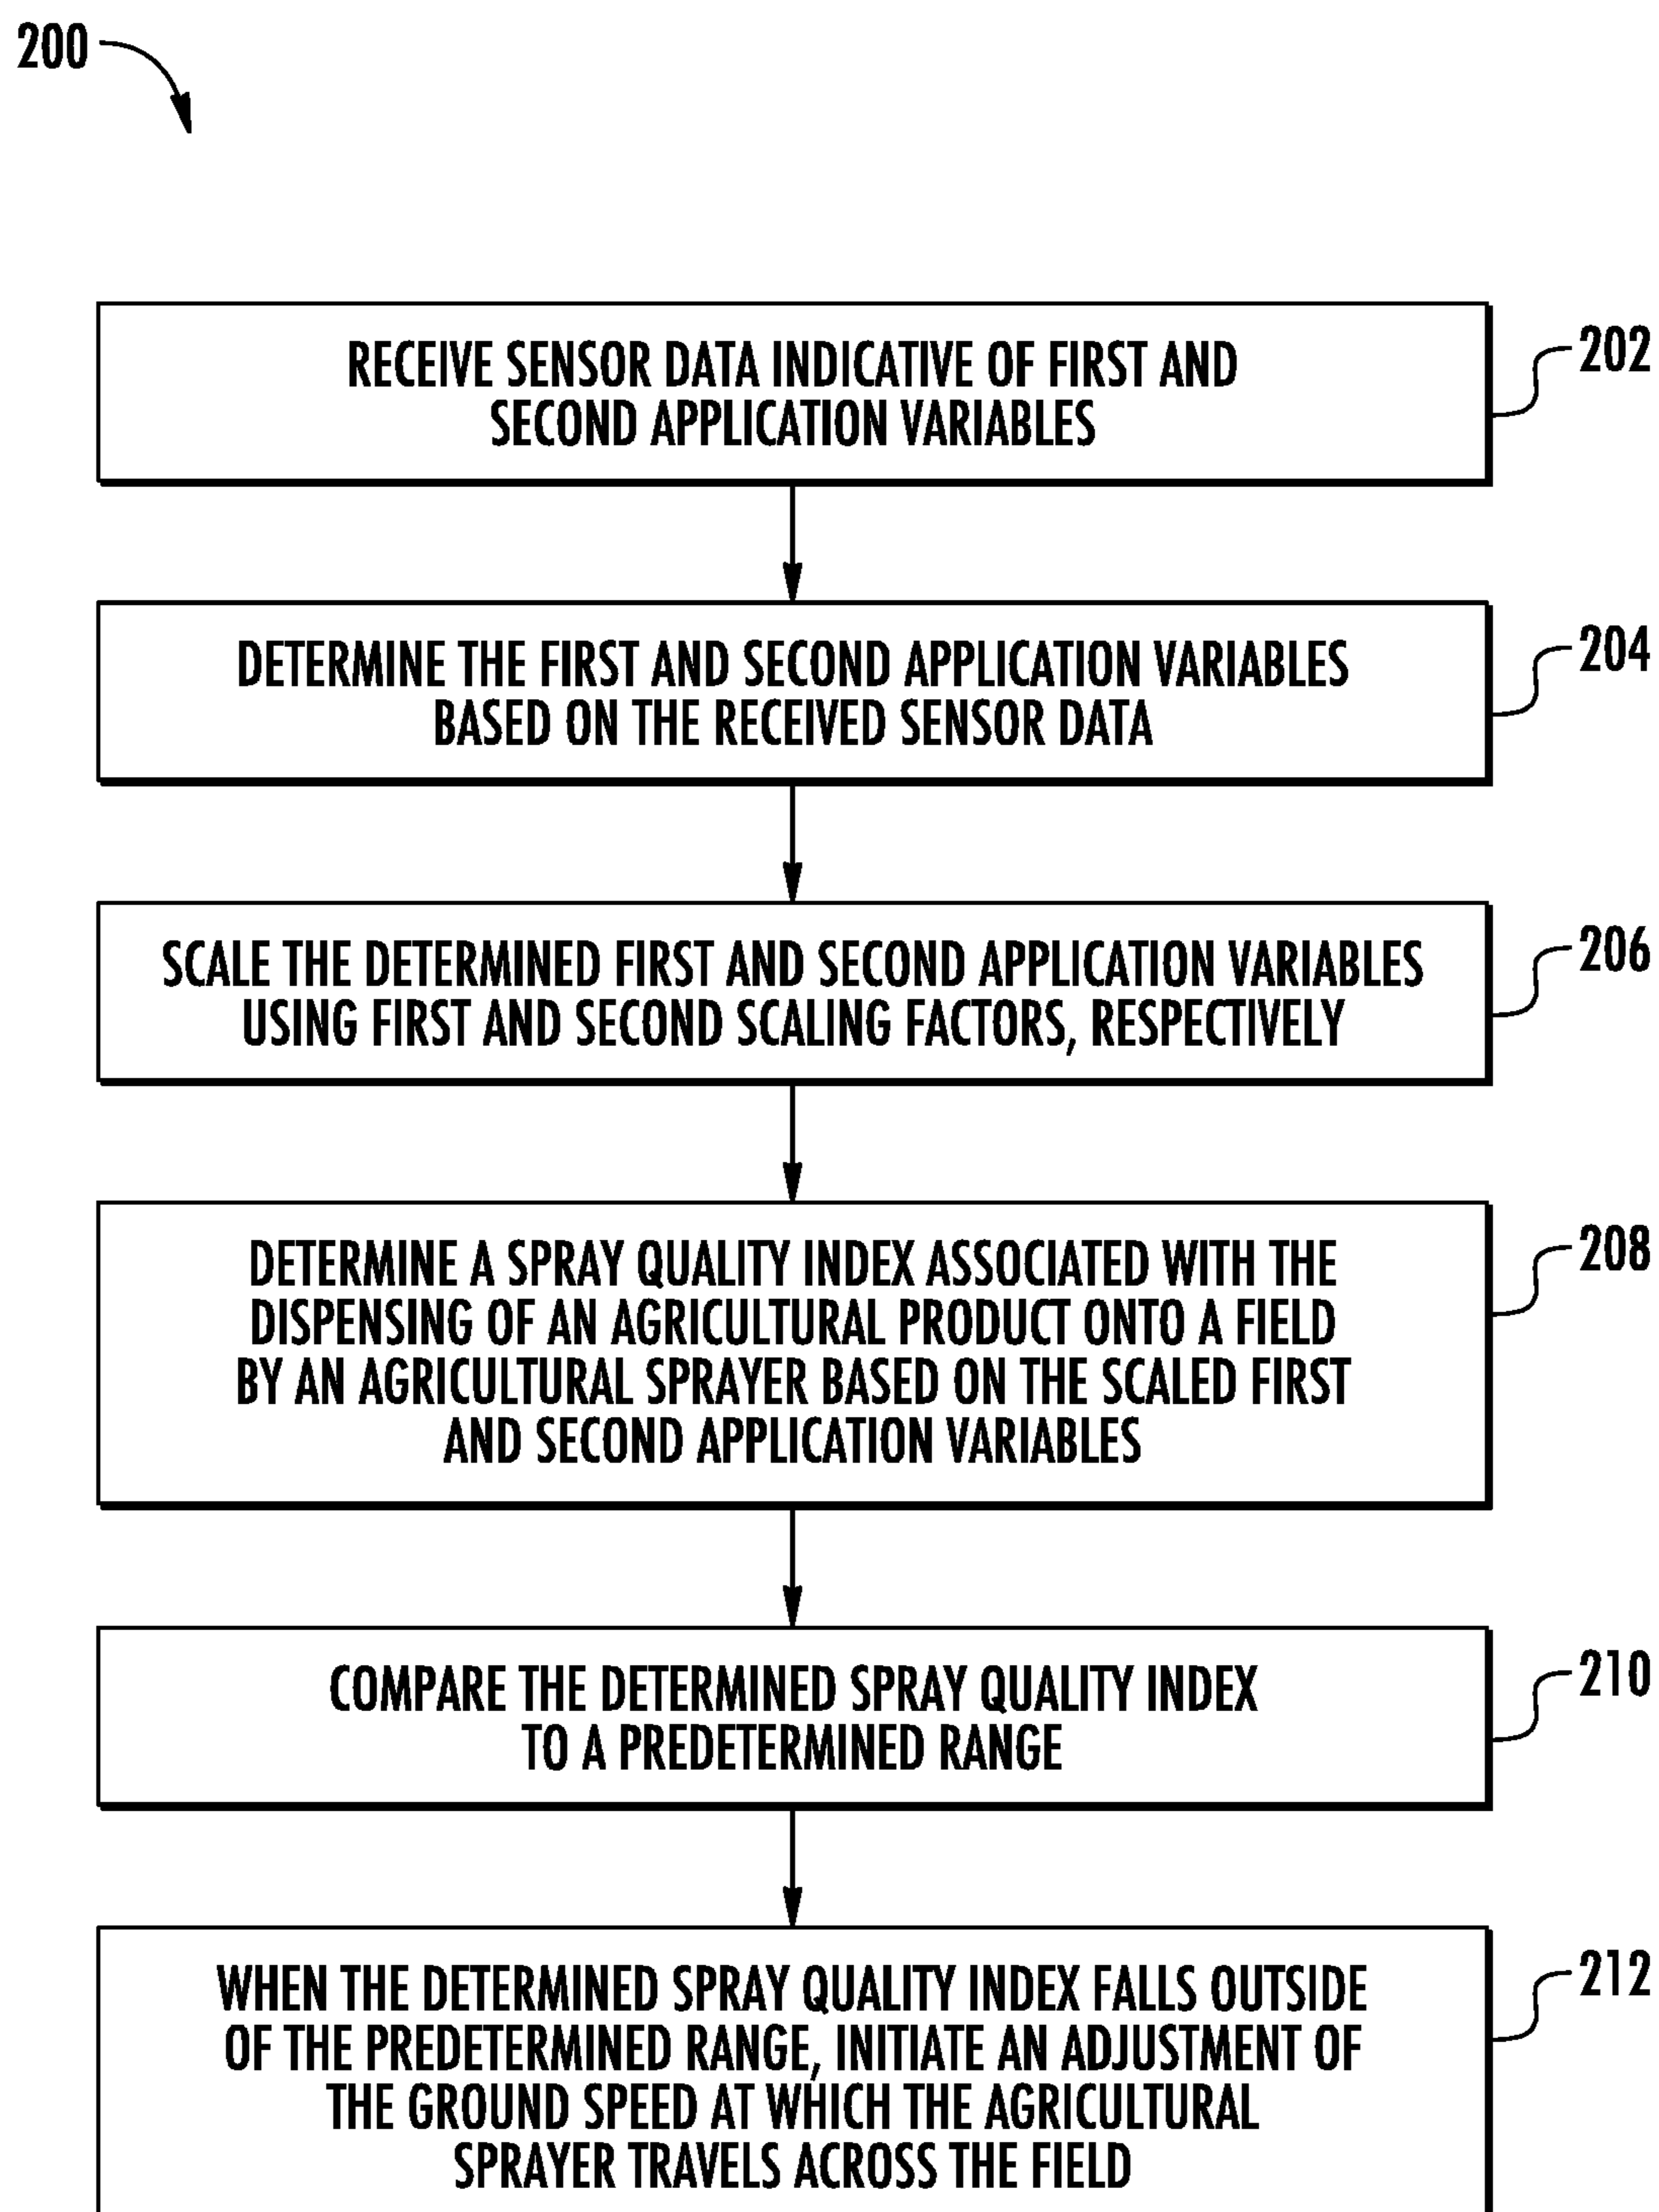 200
RECEIVE SENSOR DATA INDICATIVE OF FIRST AND
SECOND APPLICATION VARIABLES
202
DETERMINE THE FIRST AND SECOND APPLICATION VARIABLES
BASED ON THE RECEIVED SENSOR DATA
204
SCALE THE DETERMINED FIRST AND SECOND APPLICATION VARIABLES
USING FIRST AND SECOND SCALING FACTORS, RESPECTIVELY
206
DETERMINE A SPRAY QUALITY INDEX ASSOCIATED WITH THE
DISPENSING OF AN AGRICULTURAL PRODUCT ONTO A FIELD
BY AN AGRICULTURAL SPRAYER BASED ON THE SCALED FIRST
AND SECOND APPLICATION VARIABLES
208
COMPARE THE DETERMINED SPRAY QUALITY INDEX
TO A PREDETERMINED RANGE
210
WHEN THE DETERMINED SPRAY QUALITY INDEX FALLS OUTSIDE
OF THE PREDETERMINED RANGE, INITIATE AN ADJUSTMENT OF
THE GROUND SPEED AT WHICH THE AGRICULTURAL
SPRAYER TRAVELS ACROSS THE FIELD
212